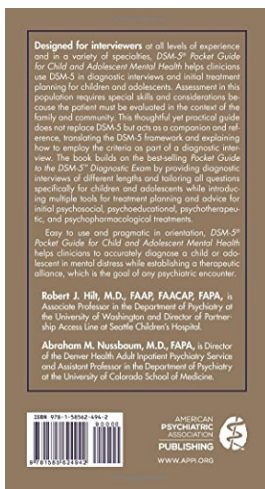 Designed for interviewers at all levels of experience
and in a variety of specialties, DSM-5® Pocket Guide
for Child and Adolescent Mental Health helps clinicians
use DSM-5 in diagnostic interviews and initial treatment
planning for children and adolescents. Assessment in this
population requires special skills and considerations be-
cause the patient must be evaluated in the context of the
family and community. This thoughtful yet practical guide
does not replace DSM-5 but acts as a companion and ref-
erence, translating the DSM-5 framework and explaining
how to employ the criteria as part of a diagnostic inter-
view. The book builds on the best-selling Pocket Guide
to the DSM-5™ Diagnostic Exam by providing diagnostic
interviews of different lengths and tailoring all questions
specifically for children and adolescents while introduc-
ing multiple tools for treatment planning and advice for
initial psychosocial, psychoeducational, psychotherapeu-
tic, and psychopharmacological treatments.
Easy to use and pragmatic in orientation, DSM-5®
Pocket Guide for Child and Adolescent Mental Health
helps clinicians to accurately diagnose a child or ado-
lescent in mental distress while establishing a therapeutic
alliance, which is the goal of any psychiatric encounter.
Robert J. Hilt, M.D., FAAP, FAACAP, FAPA, is
Associate Professor in the Department of Psychiatry at
the University of Washington and Director of Partner-
ship Access Line at Seattle Children's Hospital.
Abraham M. Nussbaum, M.D., FAPA, is Director
of the Denver Health Adult Inpatient Psychiatry Service
and Assistant Professor in the Department of Psychiatry
at the University of Colorado School of Medicine.
ISBN 978-1-58562-494-2
90000
9 781585 624942
AMERICAN
PSYCHIATRIC
ASSOCIATION
PUBLISHING
WWW.APPI.ORG